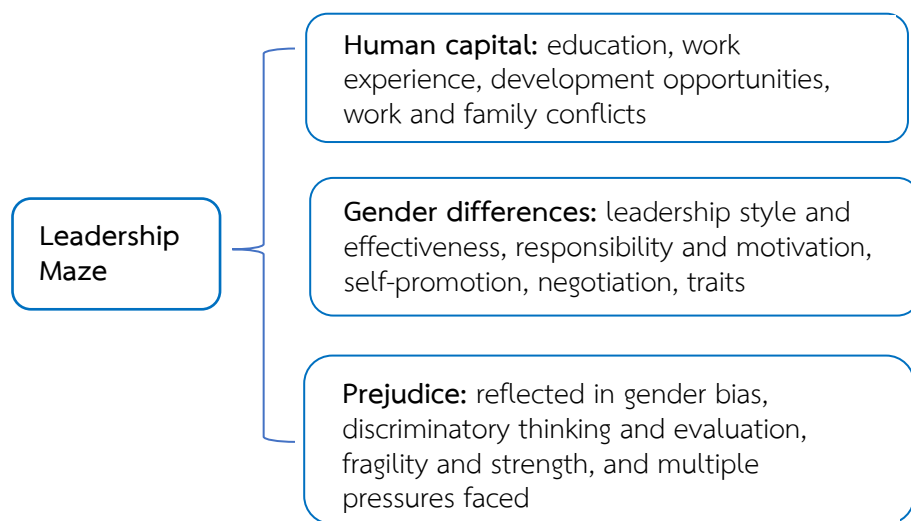 Leadership
Maze
Human capital: education, work
experience, development opportunities,
work and family conflicts
Gender differences: leadership style and
effectiveness, responsibility and motivation,
self-promotion, negotiation, traits
Prejudice: reflected in gender bias,
discriminatory thinking and evaluation,
fragility and strength, and multiple
pressures faced